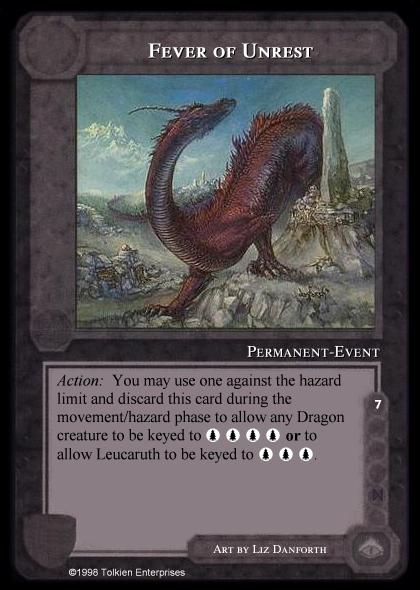 Fever of Unrest
Permanent-Event
Action: You may use one against the hazard
limit and discard this card during the
movement/hazard phase to allow any Dragon
creature to be keyed to or to
allow Leucaruth to be keyed to .
7
N
Art by Liz Danforth
©1998 Tolkien Enterprises